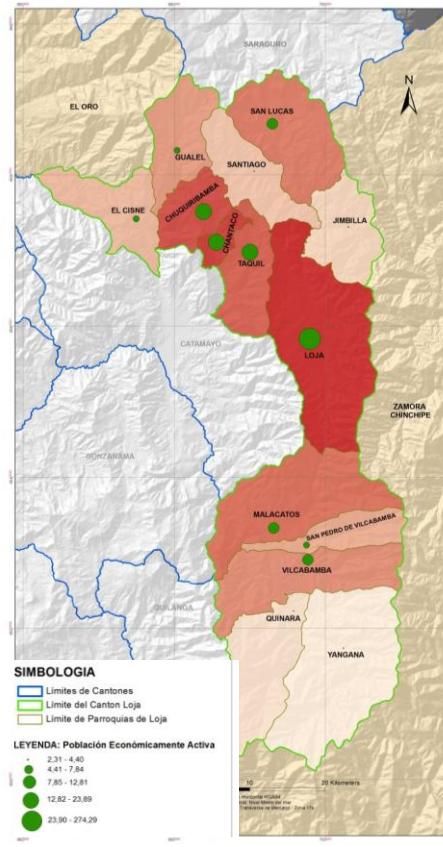 SARAGURO
EL ORO
N
SAN LUCAS
GUALEL
SANTIAGO
CHUQUIRIBAMBA
EL CISNE
CHANTACO
JIMBILLA
TAQUIL
CATAMAYO
LOJA
ZAMORA
CHINCHIPE
GONZANAMA
MALACATOS
SAN PEDRO DE VILCABAMBA
VILCABAMBA
QUILANGA
QUINARA
YANGANA
SIMBOLOGIA
Límites de Cantones
Límite del Canton Loja
Límite de Parroquias de Loja
LEYENDA: Población Económicamente Activa
2,31 - 4,40
4,41 - 7,84
7,85 - 12,81
12,82 - 23,89
23,90 - 274,29
10 20 Kilometers